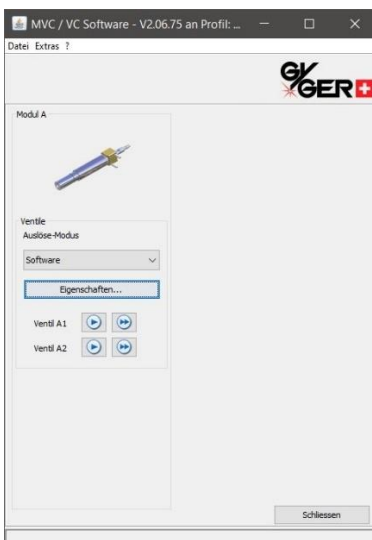 MVC / VC Software - V2.06.75 an Profil: ...
Datei Extras ?
GYGER
Modul A
Ventile
Auslöse-Modus
Software
Eigenschaften...
Ventil A1
Ventil A2
Schliessen